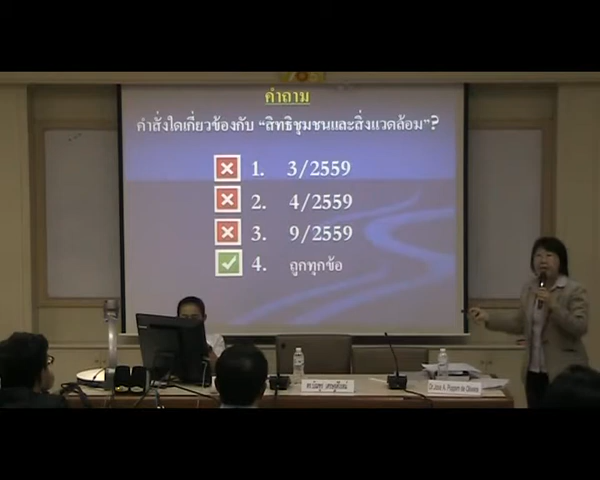 คำถาม
คำสั่งใดเกี่ยวข้องกับ “สิทธิชุมชนและสิ่งแวดล้อม”?
1. 3/2559
2. 4/2559
3. 9/2559
4. ถูกทุกข้อ